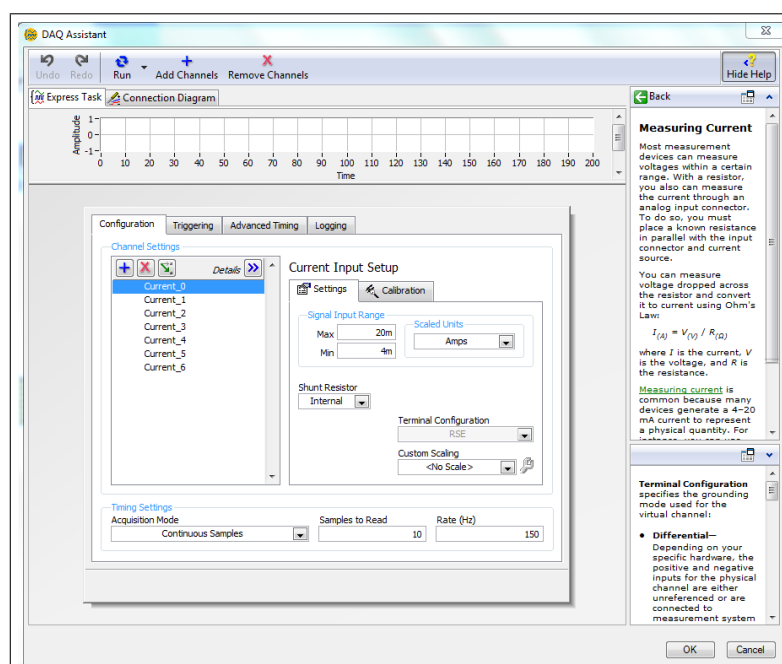 DAQ Assistant
Undo Redo Run Add Channels Remove Channels Hide Help
Express Task Connection Diagram
Amplitude
1
0
-1
0 10 20 30 40 50 60 70 80 90 100 110 120 130 140 150 160 170 180 190 200
Time
Configuration Triggering Advanced Timing Logging
Channel Settings
Details
Current_0
Current_1
Current_2
Current_3
Current_4
Current_5
Current_6
Current Input Setup
Settings Calibration
Signal Input Range
Max 20m
Min 4m
Scaled Units
Amps
Shunt Resistor
Internal
Terminal Configuration
RSE
Custom Scaling
<No Scale>
Timing Settings
Acquisition Mode Samples to Read Rate (Hz)
Continuous Samples 10 150
Back
Measuring Current
Most measurement
devices can measure
voltages within a certain
range. With a resistor,
you also can measure
the current through an
analog input connector.
To do so, you must
place a known resistance
in parallel with the input
connector and current
source.
You can measure
voltage dropped across
the resistor and convert
it to current using Ohm's
Law:
I(A) = V(V) / R(Ω)
where I is the current, V
is the voltage, and R is
the resistance.
Measuring current is
common because many
devices generate a 4–20
mA current to represent
a physical quantity. For
Terminal Configuration
specifies the grounding
mode used for the
virtual channel:
• Differential—
Depending on your
specific hardware, the
positive and negative
inputs for the physical
channel are either
unreferenced or are
connected to
measurement system
OK Cancel